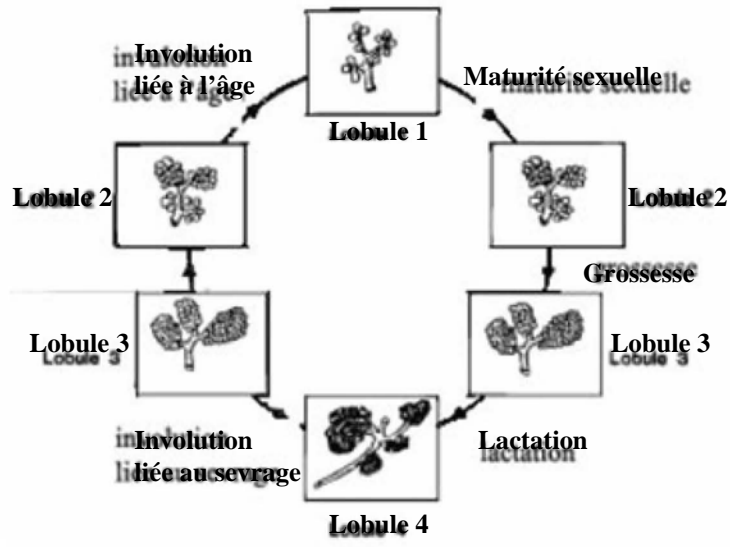 Involution
liée à l'âge
Maturité sexuelle
Lobule 1
Lobule 2
Lobule 2
Grossesse
Lobule 3
Lobule 3
Involution
liée au sevrage
Lactation
Lobule 4